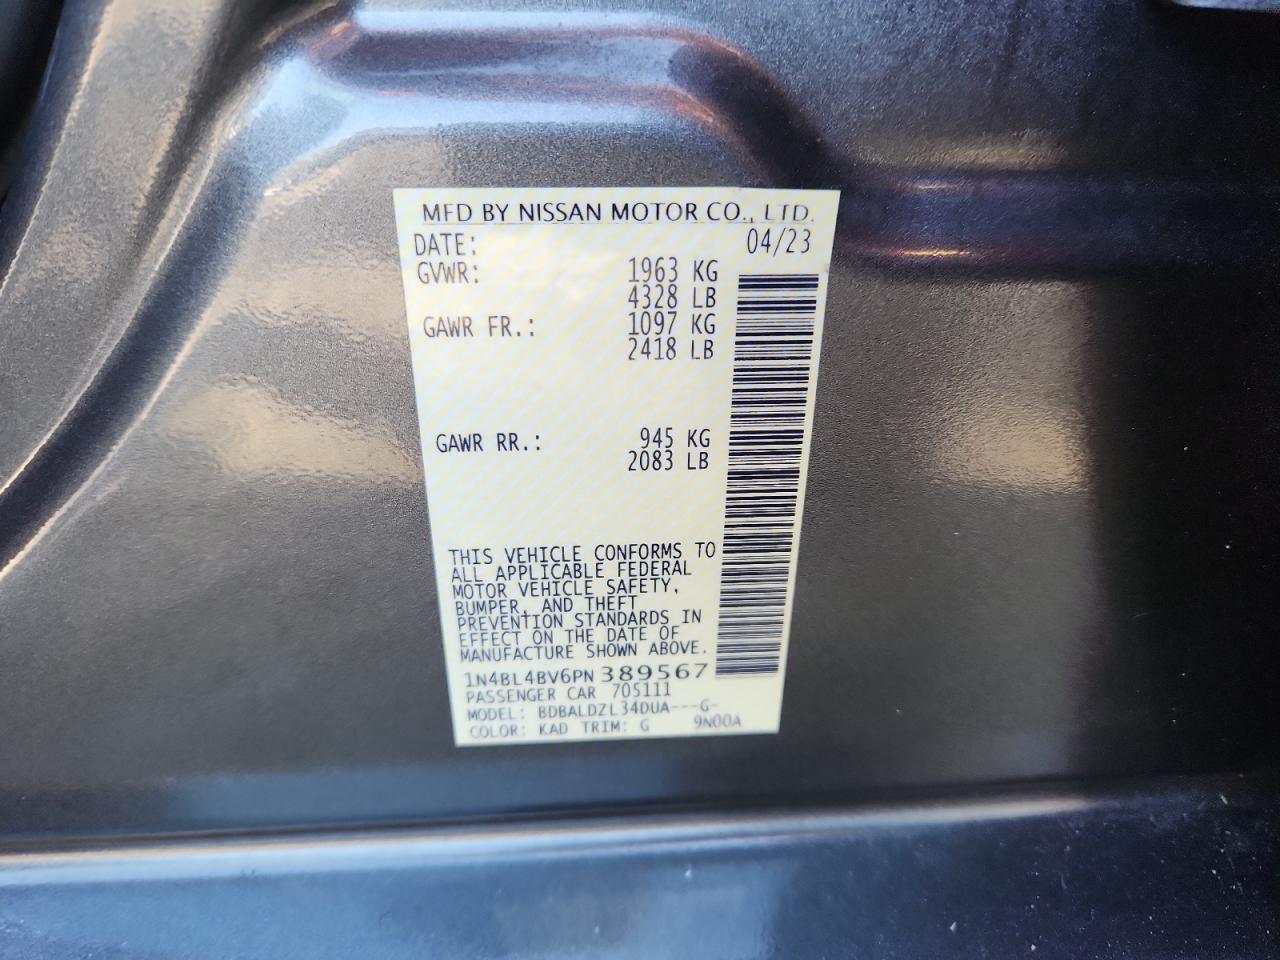 MFD BY NISSAN MOTOR CO., LTD.
DATE: 04/23
GVWR: 1963 KG
4328 LB
GAWR FR.: 1097 KG
2418 LB
GAWR RR.: 945 KG
2083 LB
THIS VEHICLE CONFORMS TO
ALL APPLICABLE FEDERAL
MOTOR VEHICLE SAFETY,
BUMPER, AND THEFT
PREVENTION STANDARDS IN
EFFECT ON THE DATE OF
MANUFACTURE SHOWN ABOVE.
1N4BL4BV6PN389567
PASSENGER CAR 705111
MODEL: BDBALDZL34DUA---G-
COLOR: KAD TRIM: G 9N00A